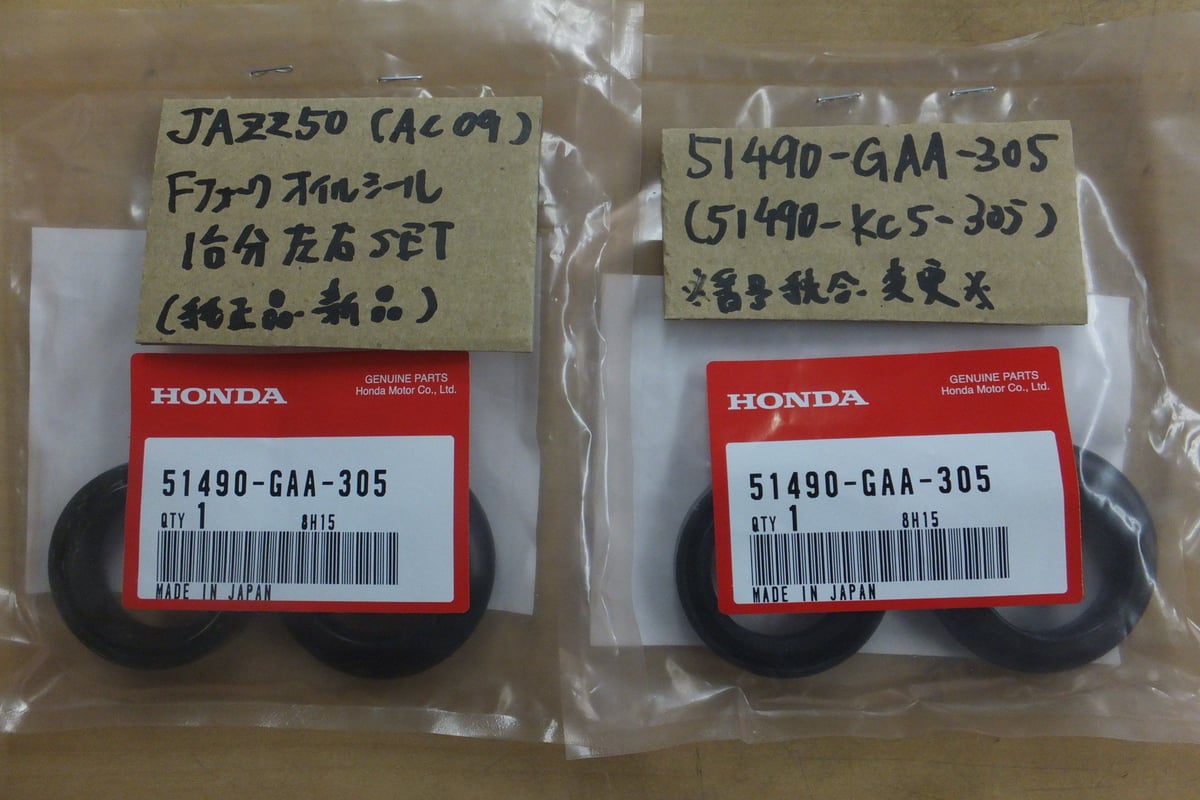 JAZZ50 (AC09)
Fフォーク オイルシール
1台分 左右 SET
(純正品・新品)
HONDA
GENUINE PARTS
Honda Motor Co., Ltd.
51490-GAA-305
QTY 1 8H15
MADE IN JAPAN
51490-GAA-305
(51490-KC5-305)
※番号統合・変更※
HONDA
GENUINE PARTS
Honda Motor Co., Ltd.
51490-GAA-305
QTY 1 8H15
MADE IN JAPAN